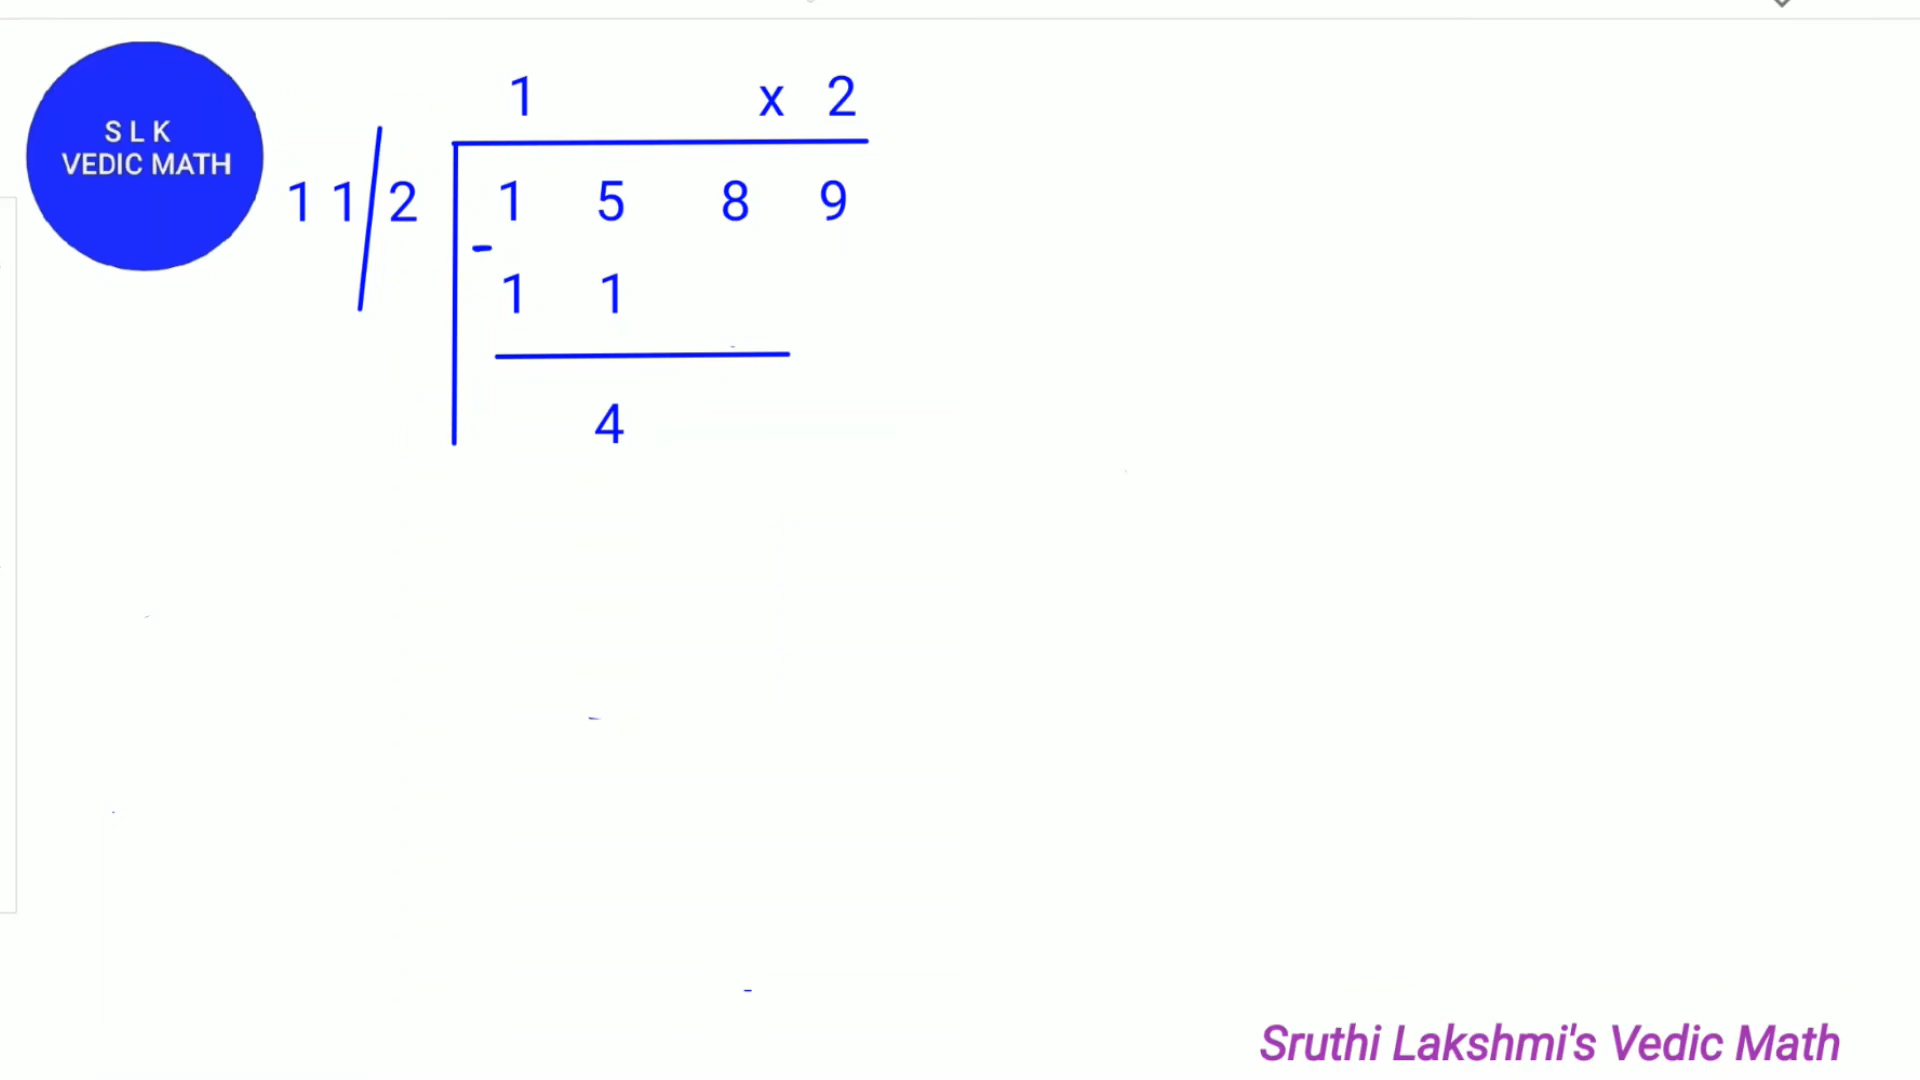 S L K
VEDIC MATH
1 x 2
1 1 / 2 1 5 8 9
-
1 1
4
Sruthi Lakshmi's Vedic Math